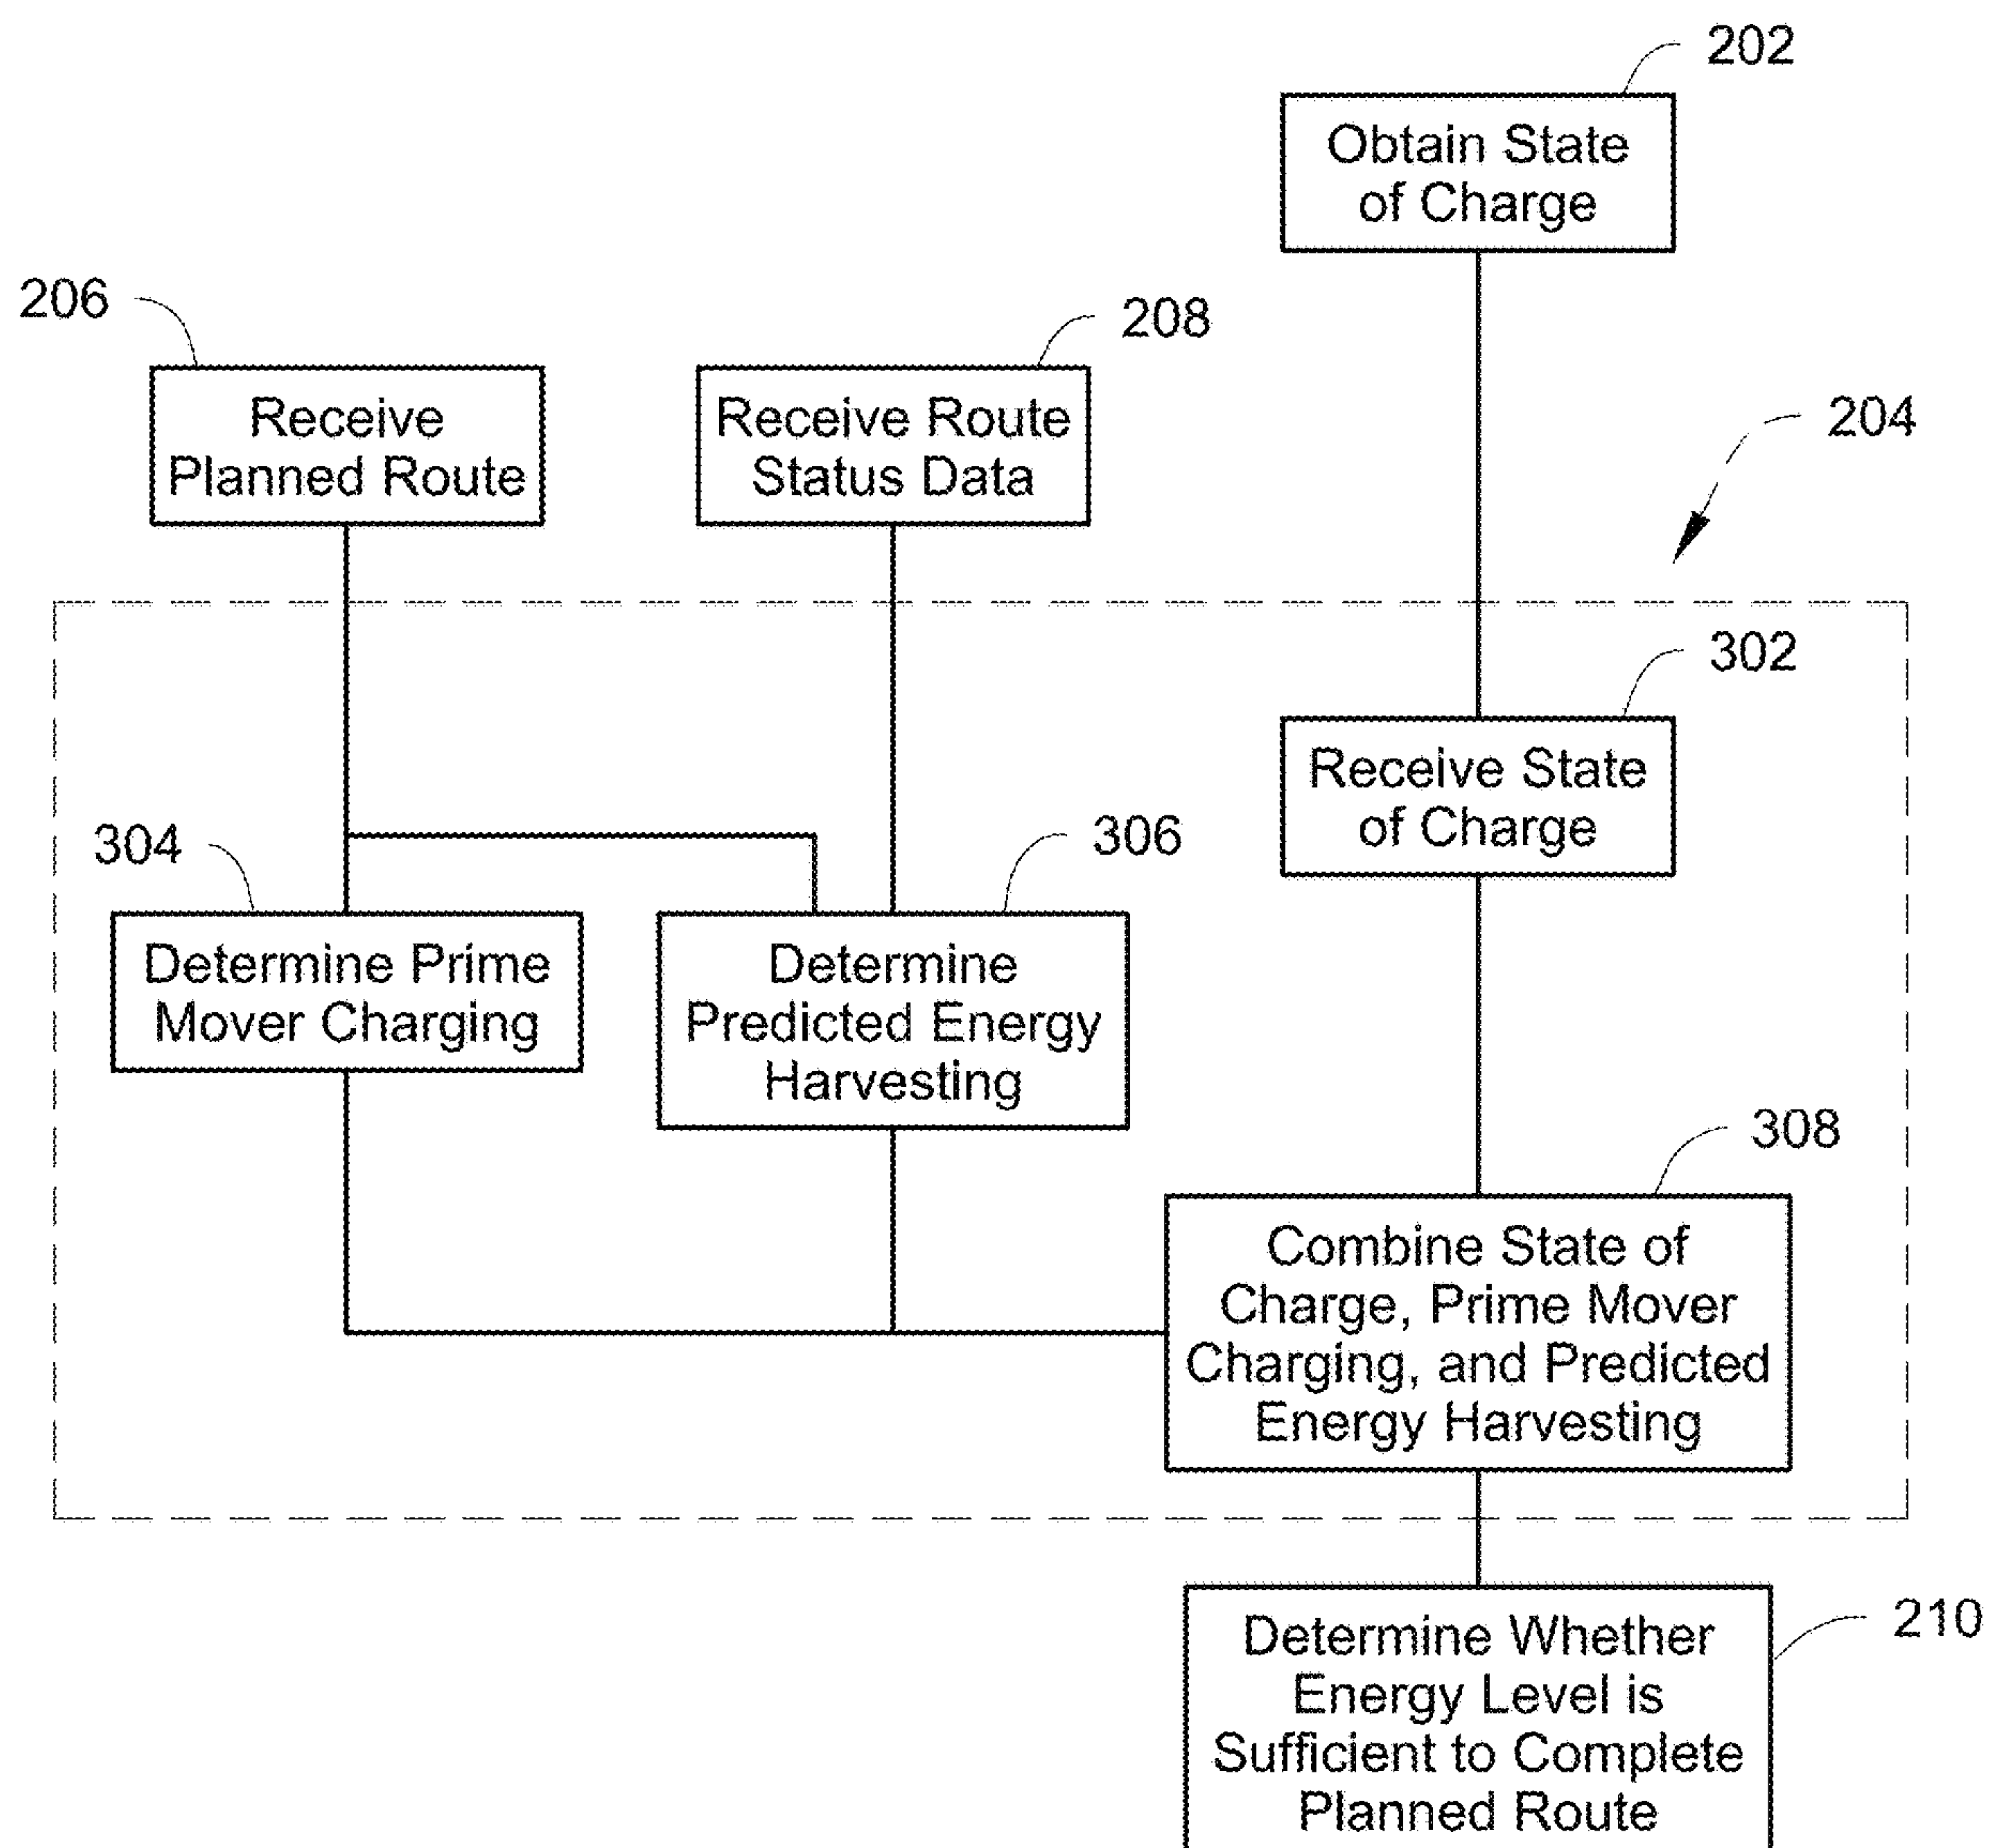 202
Obtain State
of Charge
206
208
Receive
Planned Route
Receive Route
Status Data
204
302
Receive State
of Charge
304
306
Determine Prime
Mover Charging
Determine
Predicted Energy
Harvesting
308
Combine State of
Charge, Prime Mover
Charging, and Predicted
Energy Harvesting
210
Determine Whether
Energy Level is
Sufficient to Complete
Planned Route